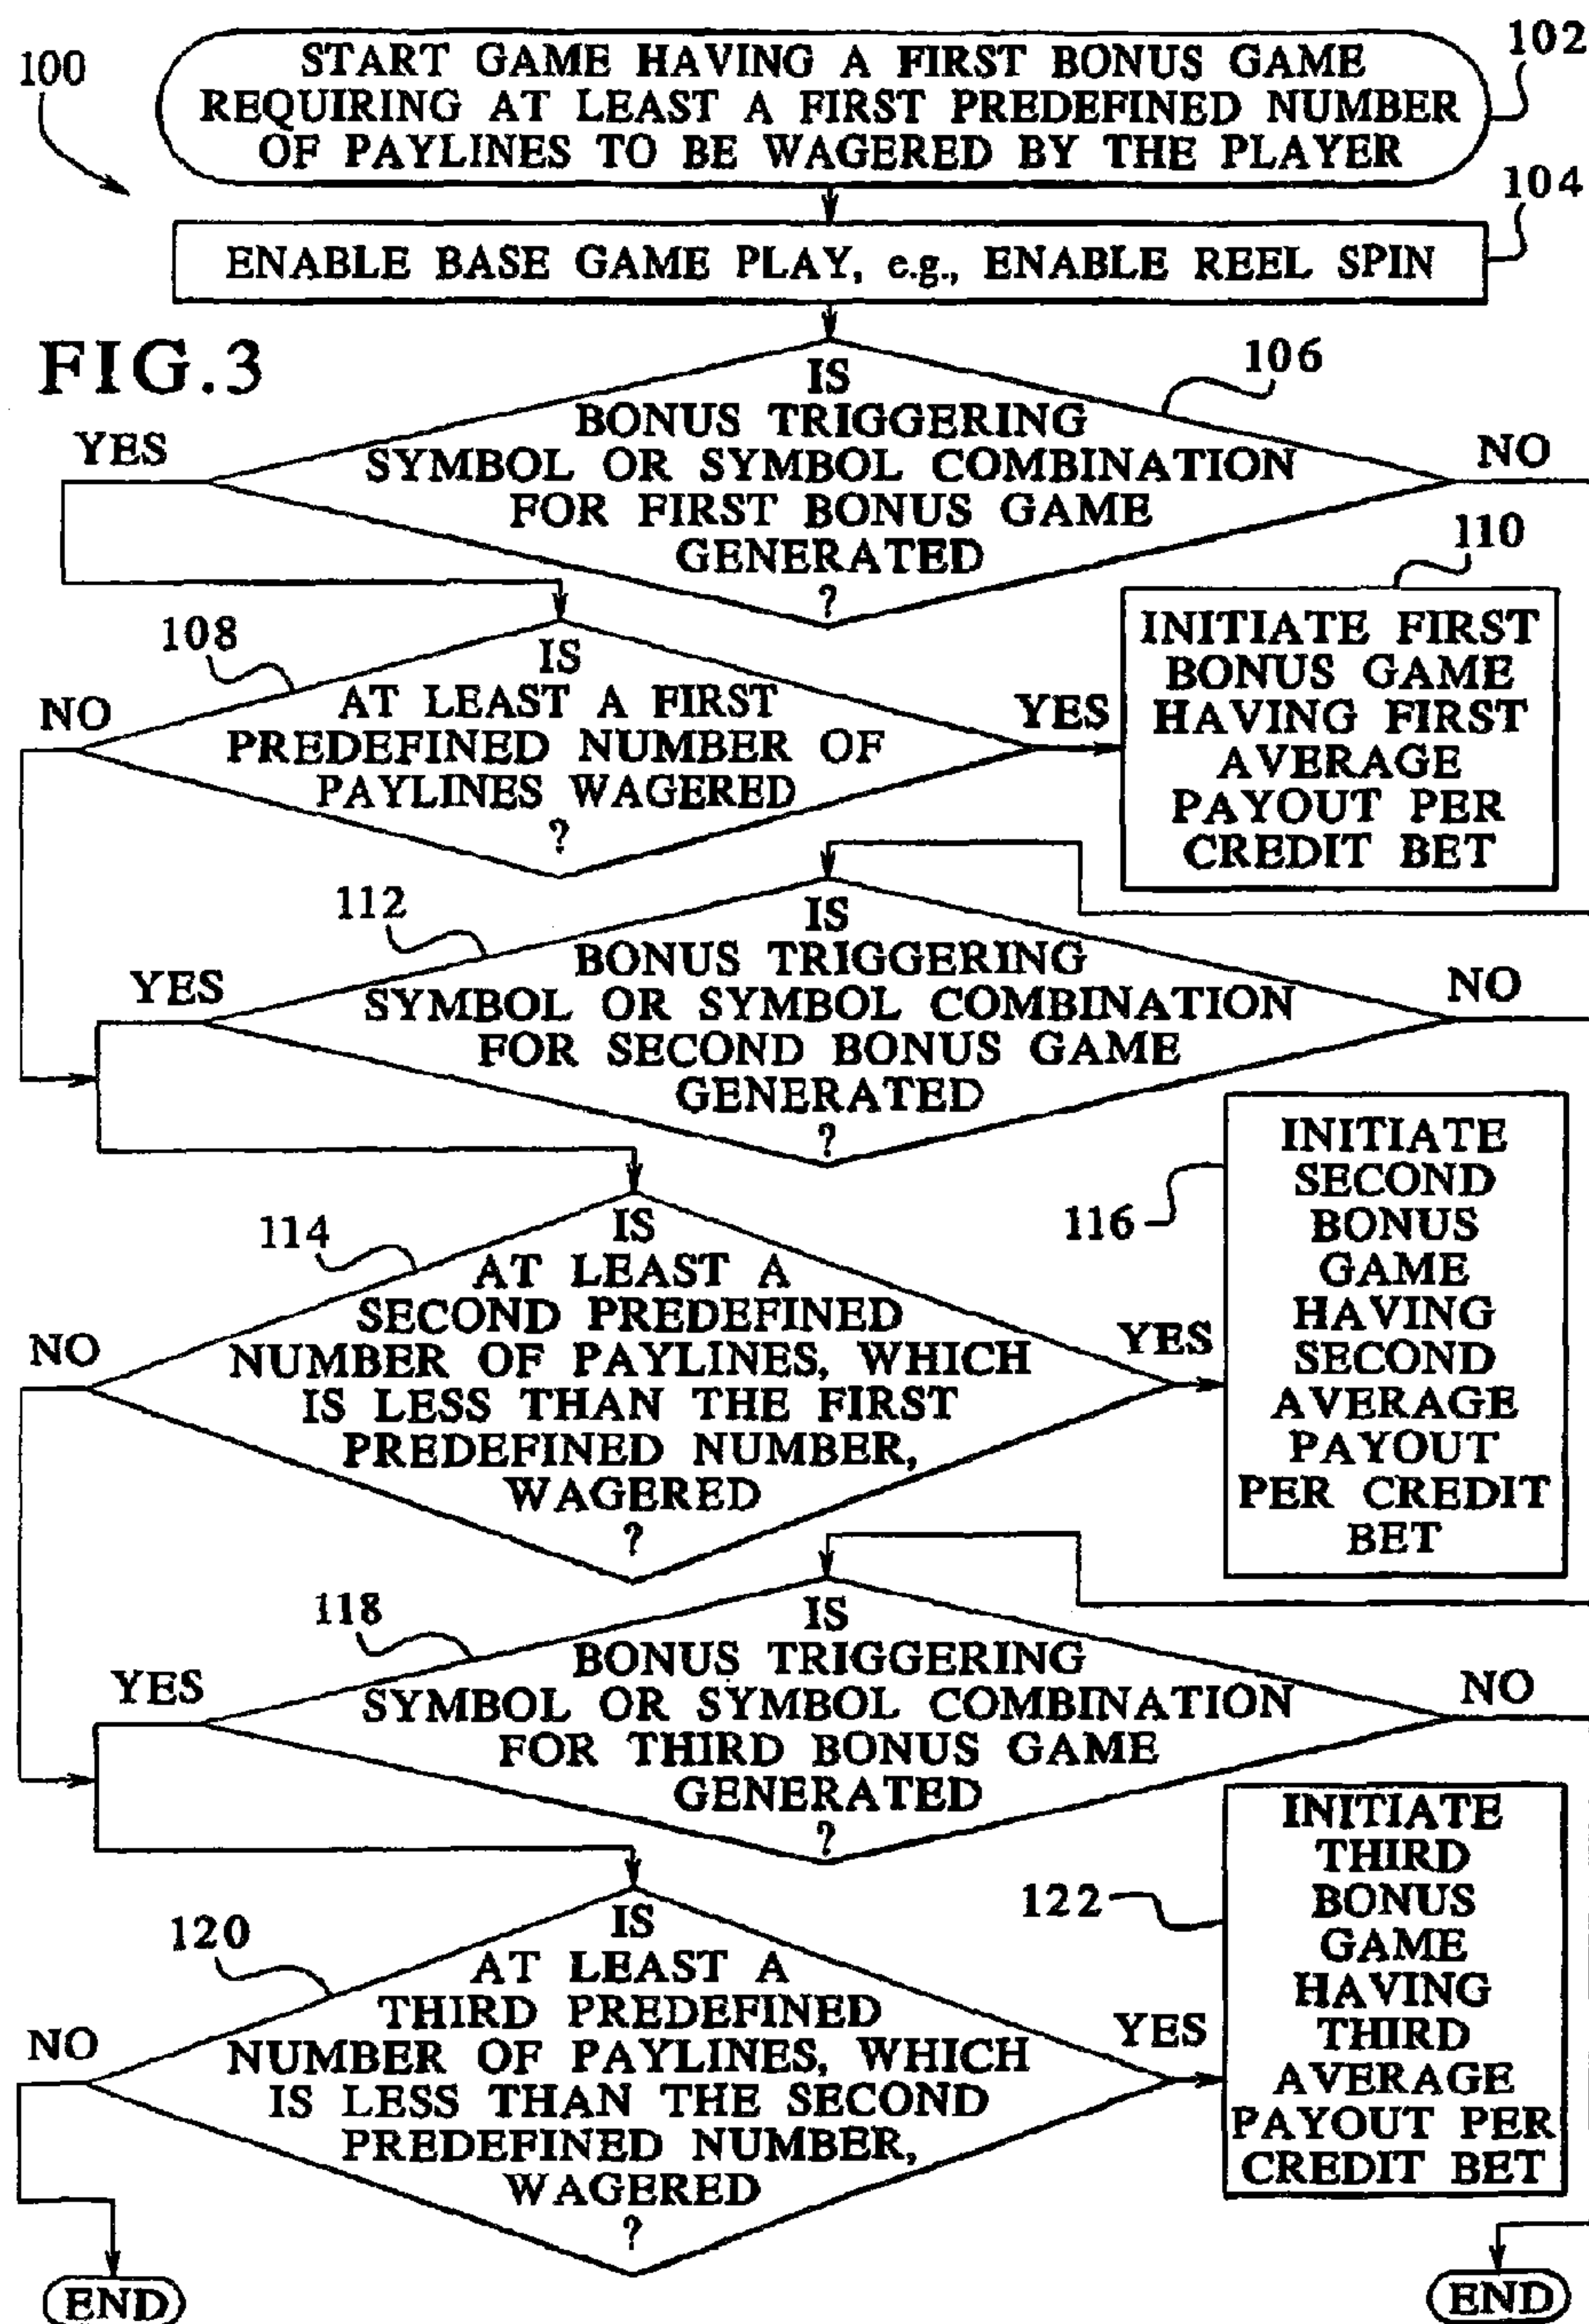 100
START GAME HAVING A FIRST BONUS GAME
REQUIRING AT LEAST A FIRST PREDEFINED NUMBER
OF PAYLINES TO BE WAGERED BY THE PLAYER
102
104
ENABLE BASE GAME PLAY, e.g., ENABLE REEL SPIN
FIG.3
106
IS
BONUS TRIGGERING
SYMBOL OR SYMBOL COMBINATION
FOR FIRST BONUS GAME
GENERATED
?
YES
NO
108
IS
AT LEAST A FIRST
PREDEFINED NUMBER OF
PAYLINES WAGERED
?
NO
YES
110
INITIATE FIRST
BONUS GAME
HAVING FIRST
AVERAGE
PAYOUT PER
CREDIT BET
112
IS
BONUS TRIGGERING
SYMBOL OR SYMBOL COMBINATION
FOR SECOND BONUS GAME
GENERATED
?
YES
NO
114
IS
AT LEAST A
SECOND PREDEFINED
NUMBER OF PAYLINES, WHICH
IS LESS THAN THE FIRST
PREDEFINED NUMBER,
WAGERED
?
NO
YES
116
INITIATE
SECOND
BONUS
GAME
HAVING
SECOND
AVERAGE
PAYOUT
PER CREDIT
BET
118
IS
BONUS TRIGGERING
SYMBOL OR SYMBOL COMBINATION
FOR THIRD BONUS GAME
GENERATED
?
YES
NO
120
IS
AT LEAST A
THIRD PREDEFINED
NUMBER OF PAYLINES, WHICH
IS LESS THAN THE SECOND
PREDEFINED NUMBER,
WAGERED
?
NO
YES
122
INITIATE
THIRD
BONUS
GAME
HAVING
THIRD
AVERAGE
PAYOUT PER
CREDIT BET
END
END